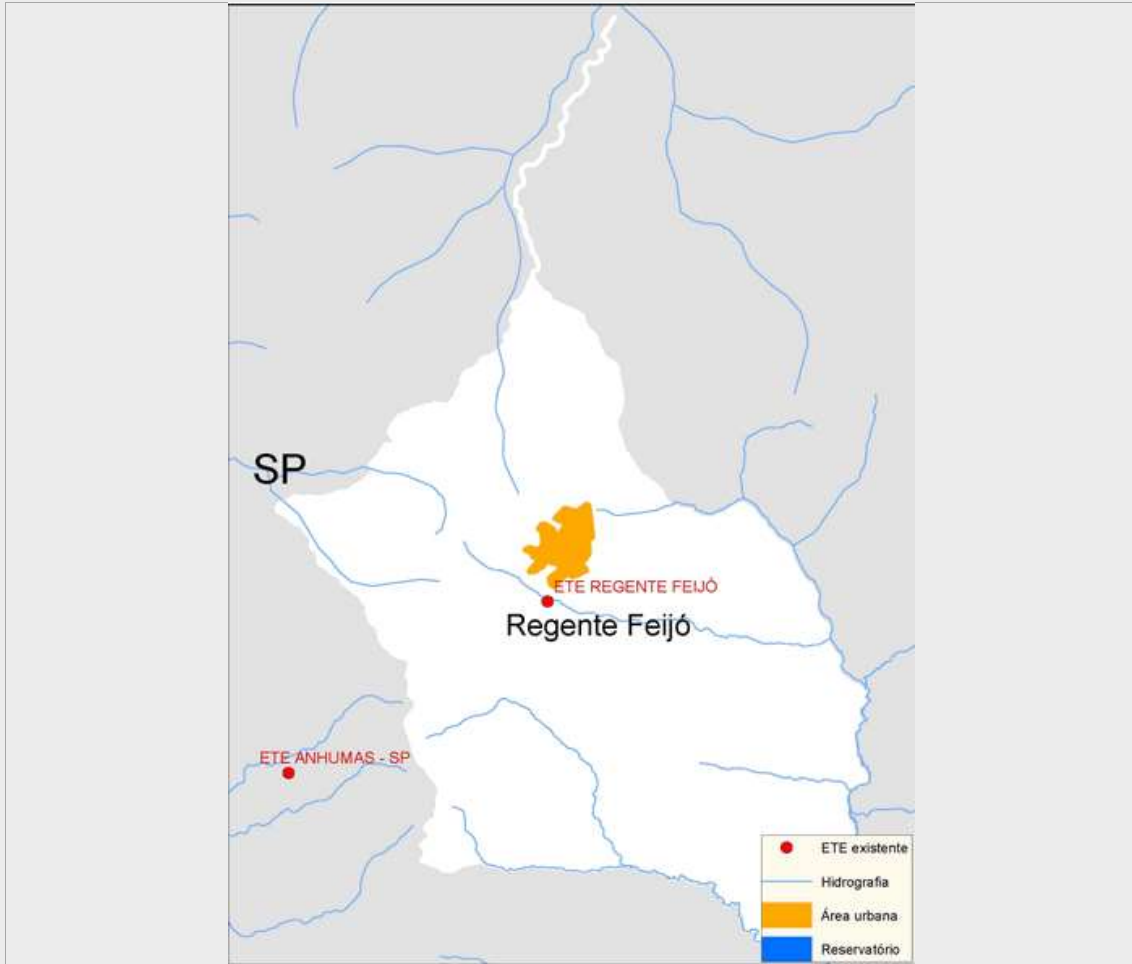 SP
ETE REGENTE FEIJÓ
Regente Feijó
ETE ANHUMAS - SP
ETE existente
Hidrografia
Área urbana
Reservatório